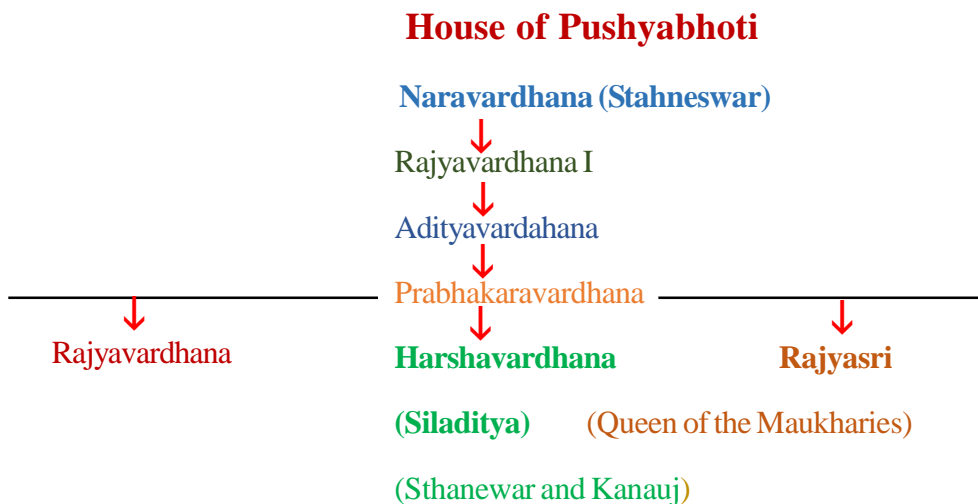 House of Pushyabhoti
Naravardhana (Stahneswar)
Rajyavardhana I
Adityavardahana
Prabhakaravardhana
Rajyavardhana Harshavardhana Rajyasri
(Siladitya) (Queen of the Maukharies)
(Sthanewar and Kanauj)